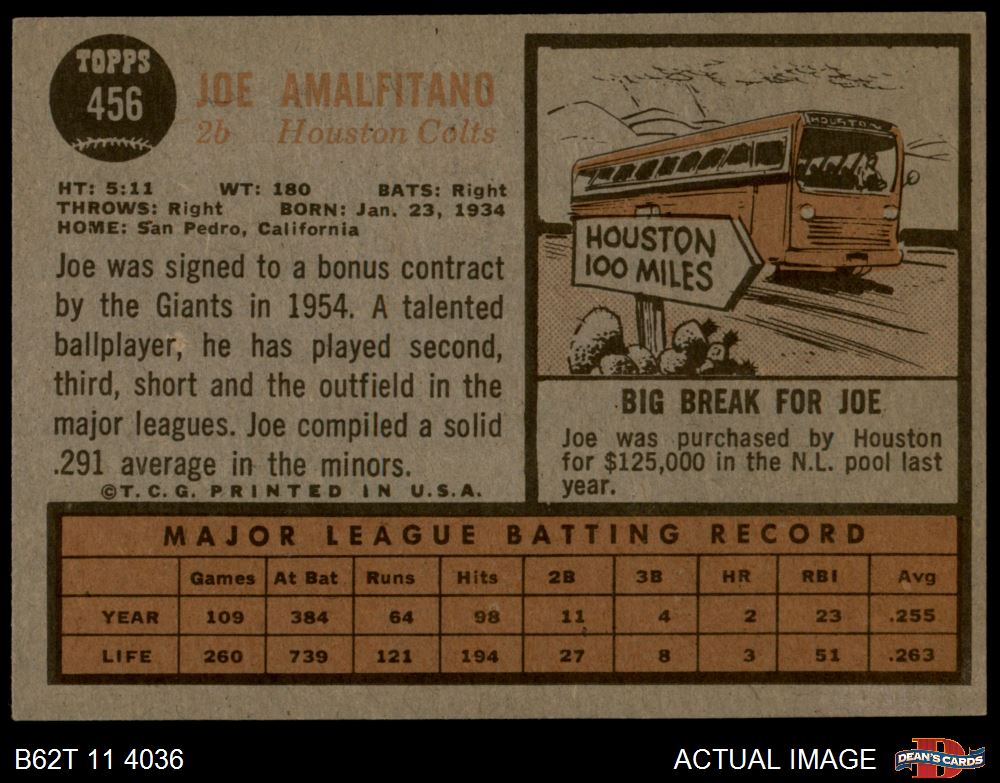 TOPPS
456
JOE AMALFITANO
2b Houston Colts
HT: 5:11 WT: 180 BATS: Right
THROWS: Right BORN: Jan. 23, 1934
HOME: San Pedro, California
Joe was signed to a bonus contract
by the Giants in 1954. A talented
ballplayer, he has played second,
third, short and the outfield in the
major leagues. Joe compiled a solid
.291 average in the minors.
©T.C.G. PRINTED IN U.S.A.
HOUSTON
HOUSTON
100 MILES
BIG BREAK FOR JOE
Joe was purchased by Houston
for $125,000 in the N.L. pool last
year.
MAJOR LEAGUE BATTING RECORD
Games At Bat Runs Hits 2B 3B HR RBI Avg
YEAR 109 384 64 98 11 4 2 23 .255
LIFE 260 739 121 194 27 8 3 51 .263
B62T 11 4036
ACTUAL IMAGE
D
DEAN'S CARDS